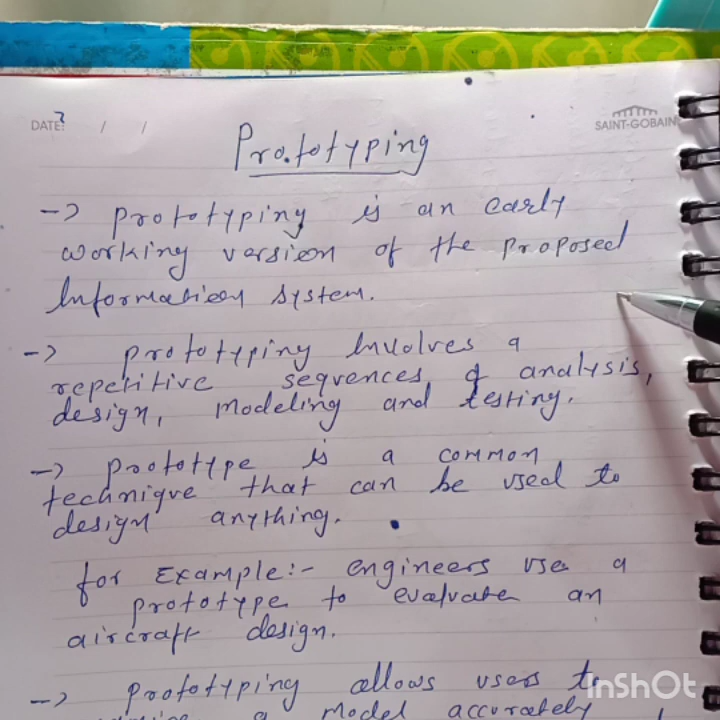 DATE: / /
SAINT-GOBAIN
Prototyping
-> Prototyping is an early
working version of the proposed
Information system.
-> Prototyping Involves a
repetitive sequences of analysis,
design, modeling and testing.
-> prototype is a common
technique that can be used to
design anything.
for Example:- engineers use a
prototype to evaluate an
aircraft design.
-> prototyping allows users to
a model accurately
InShot